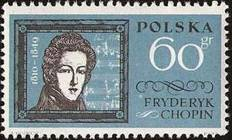 1810-1849
POLSKA
60 gr
FRYDERYK
CHOPIN